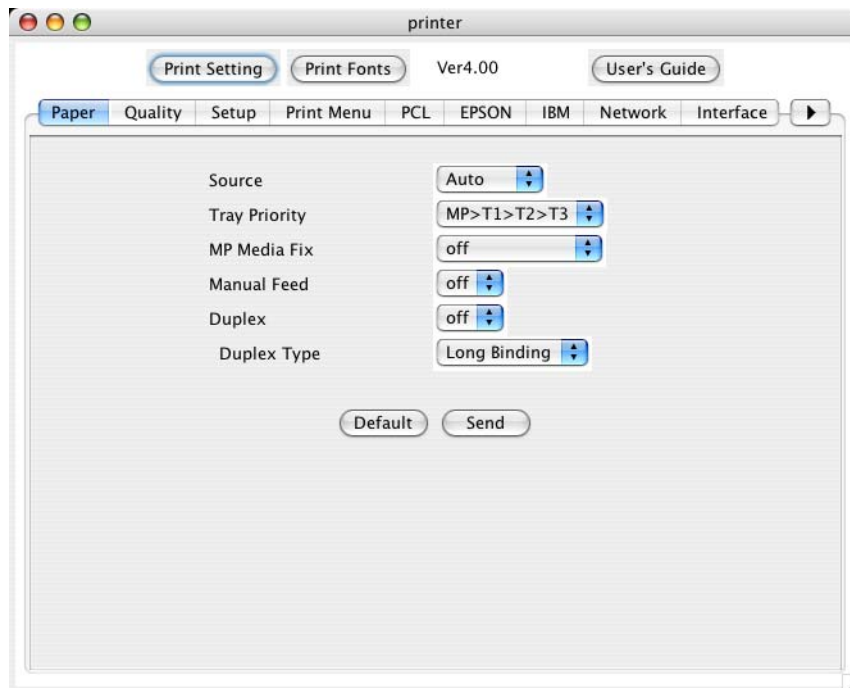 printer
Print Setting Print Fonts Ver4.00 User's Guide
Paper Quality Setup Print Menu PCL EPSON IBM Network Interface
Source Auto
Tray Priority MP>T1>T2>T3
MP Media Fix off
Manual Feed off
Duplex off
Duplex Type Long Binding
Default Send